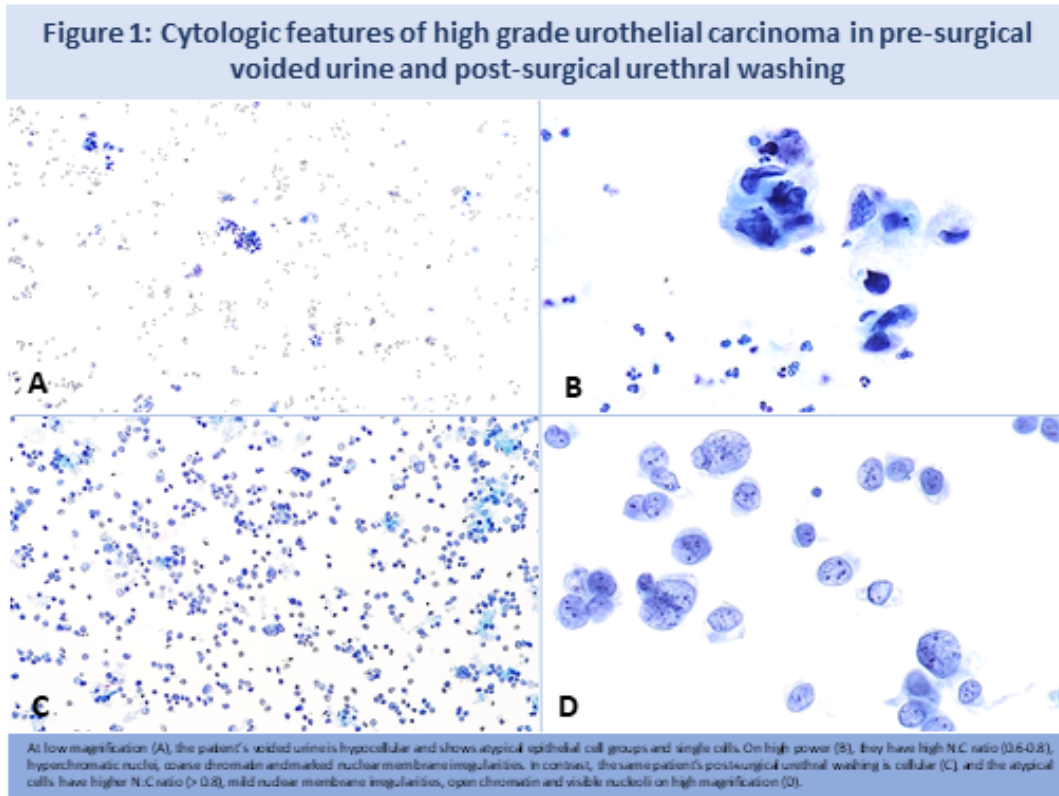 Figure 1: Cytologic features of high grade urothelial carcinoma in pre-surgical
voided urine and post-surgical urethral washing
A
B
C
D
At low magnification (A), the patient's voided urine is hypocellular and shows atypical epithelial cell groups and single cells. On high power (B), they have high N:C ratio (0.6-0.8),
hyperchromatic nuclei, coarse chromatin and marked nuclear membrane irregularities. In contrast, the same patient's post-surgical urethral washing is cellular (C), and the atypical
cells have higher N:C ratio (> 0.8), mild nuclear membrane irregularities, open chromatin and visible nucleoli on high magnification (D).